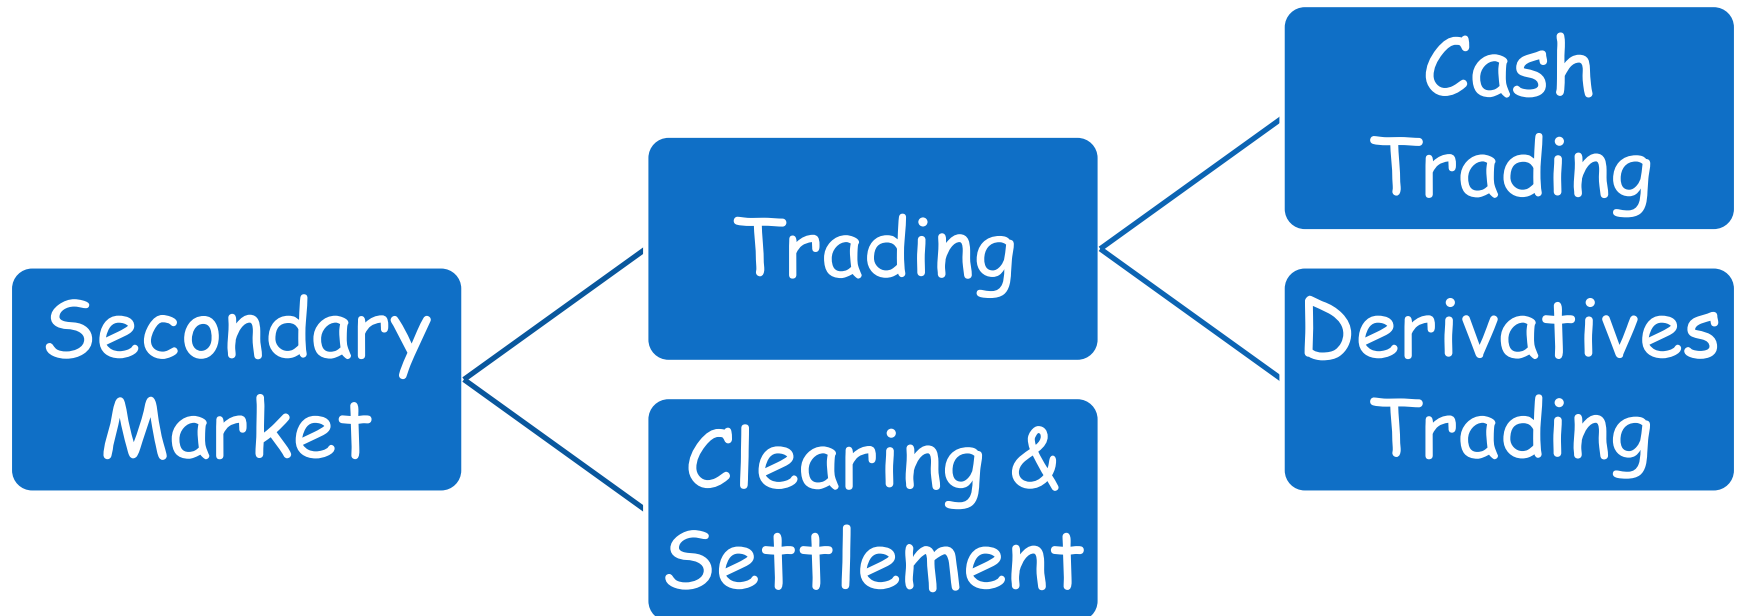 Secondary
Market
Trading
Clearing &
Settlement
Cash
Trading
Derivatives
Trading